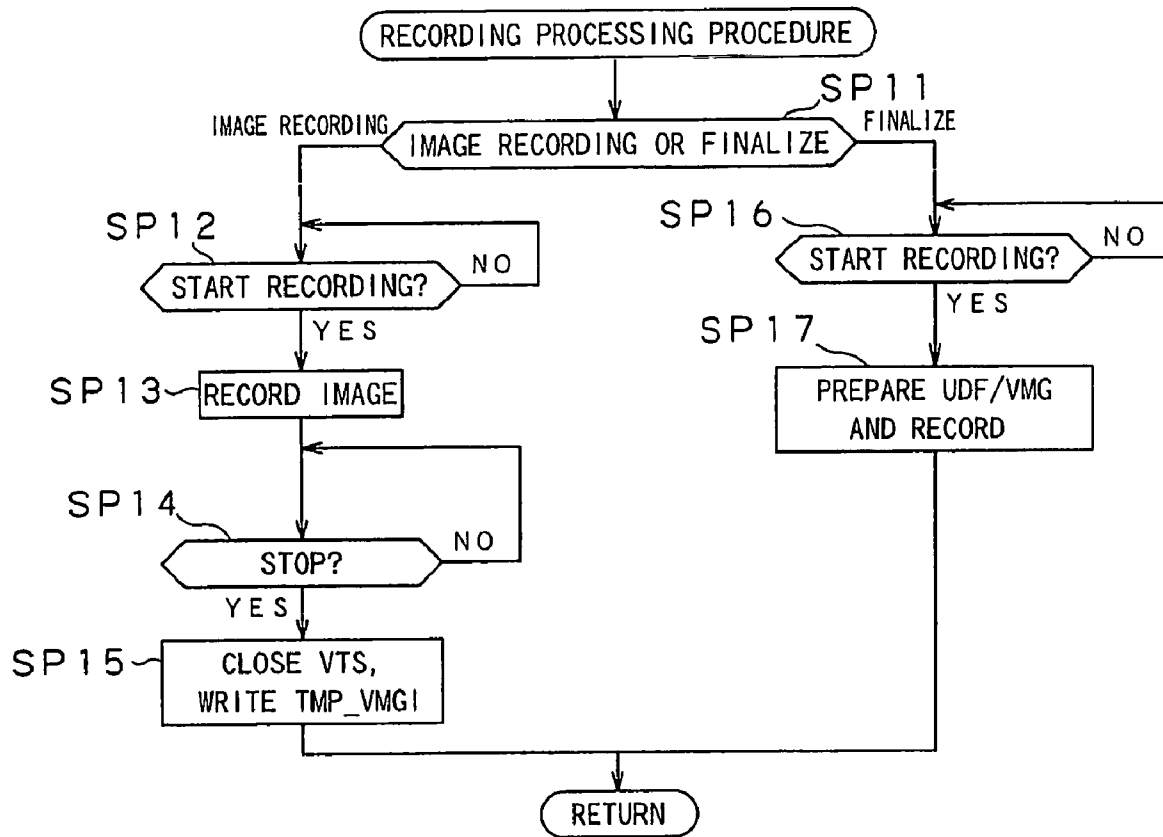 RECORDING PROCESSING PROCEDURE
SP11
IMAGE RECORDING
FINALIZE
IMAGE RECORDING OR FINALIZE
SP12
SP16
NO
NO
START RECORDING?
START RECORDING?
YES
YES
SP17
SP13
RECORD IMAGE
PREPARE UDF/VMG
AND RECORD
SP14
NO
STOP?
YES
SP15
CLOSE VTS,
WRITE TMP_VMGI
RETURN